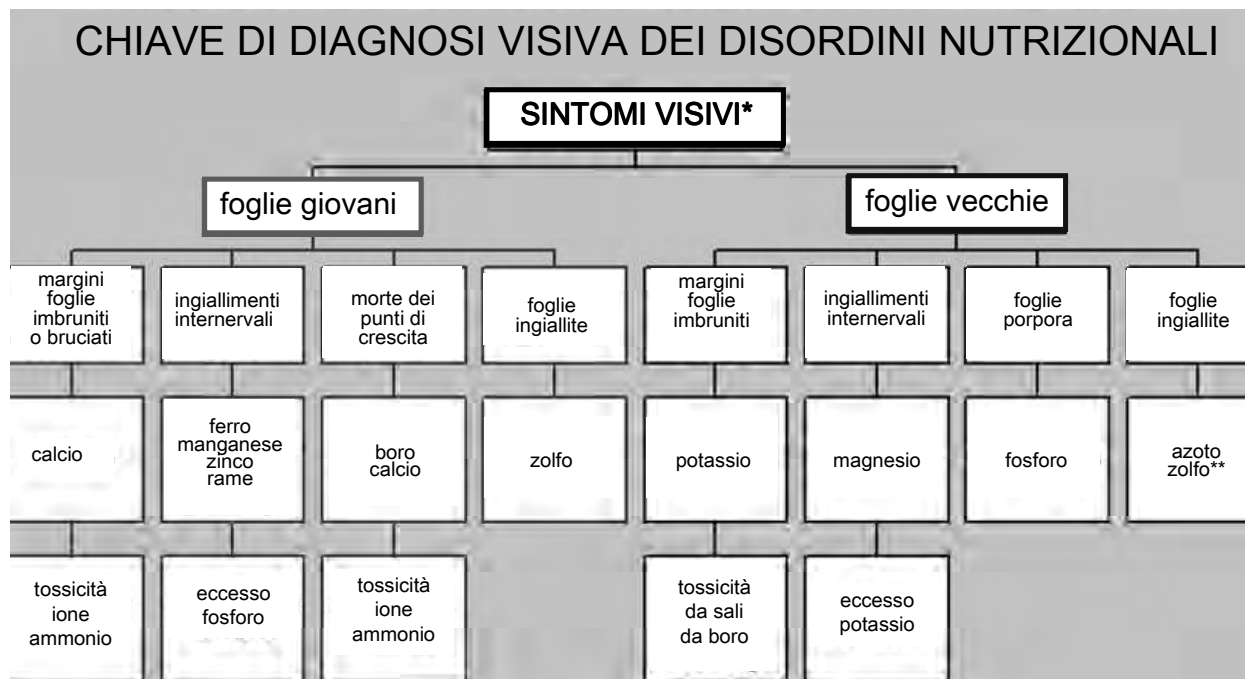 CHIAVE DI DIAGNOSI VISIVA DEI DISORDINI NUTRIZIONALI
SINTOMI VISIVI*
foglie giovani
foglie vecchie
margini
foglie
imbruniti
o bruciati
ingiallimenti
internervali
morte dei
punti di
crescita
foglie
ingiallite
margini
foglie
imbruniti
ingiallimenti
internervali
foglie
porpora
foglie
ingiallite
calcio
ferro
manganese
zinco
rame
boro
calcio
zolfo
potassio
magnesio
fosforo
azoto
zolfo**
tossicità
ione
ammonio
eccesso
fosforo
tossicità
ione
ammonio
tossicità
da sali
da boro
eccesso
potassio